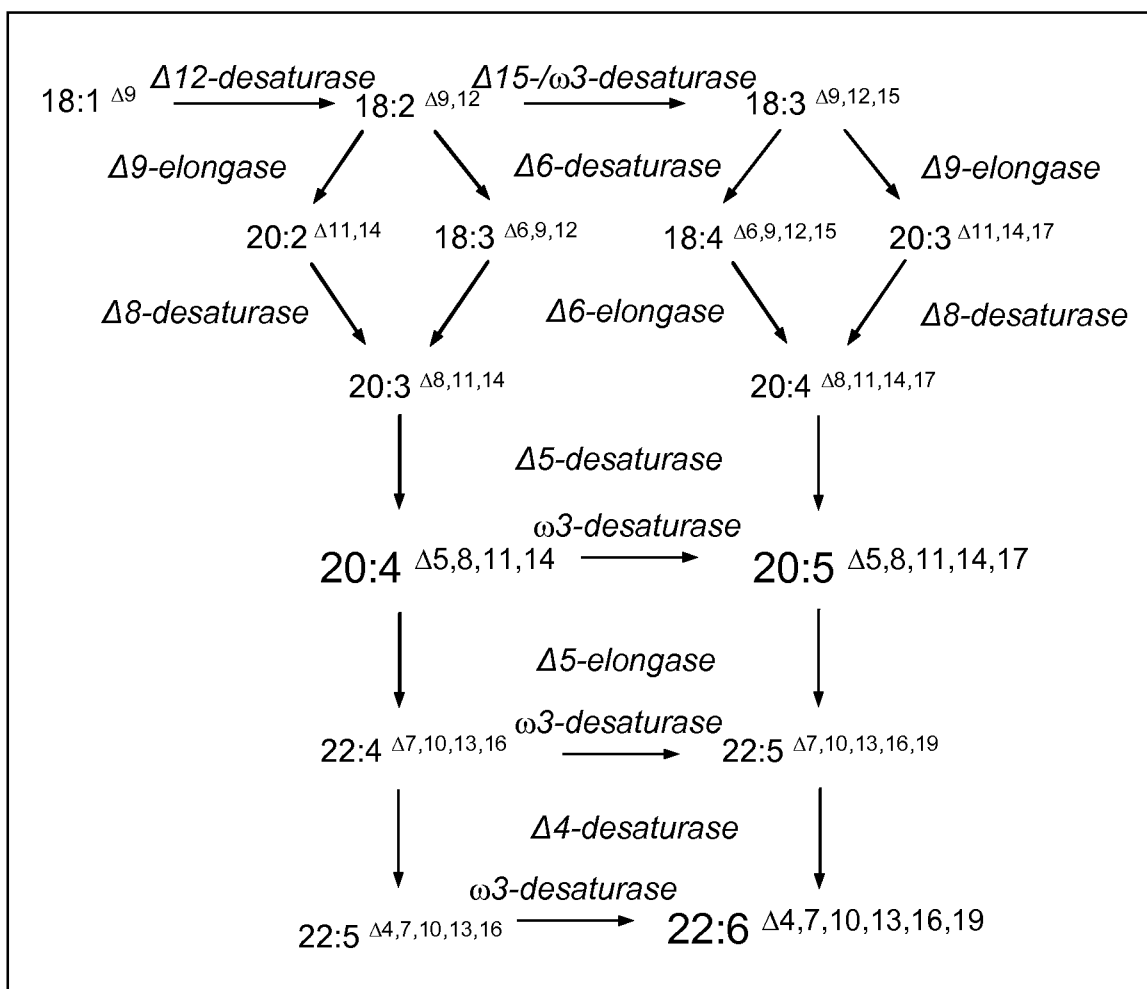 Δ12-desaturase Δ15-/ω3-desaturase
18:1 Δ9 18:2 Δ9,12 18:3 Δ9,12,15
Δ9-elongase Δ6-desaturase Δ9-elongase
20:2 Δ11,14 18:3 Δ6,9,12 18:4 Δ6,9,12,15 20:3 Δ11,14,17
Δ8-desaturase Δ6-elongase Δ8-desaturase
20:3 Δ8,11,14 20:4 Δ8,11,14,17
Δ5-desaturase
ω3-desaturase
20:4 Δ5,8,11,14 20:5 Δ5,8,11,14,17
Δ5-elongase
ω3-desaturase
22:4 Δ7,10,13,16 22:5 Δ7,10,13,16,19
Δ4-desaturase
ω3-desaturase
22:5 Δ4,7,10,13,16 22:6 Δ4,7,10,13,16,19